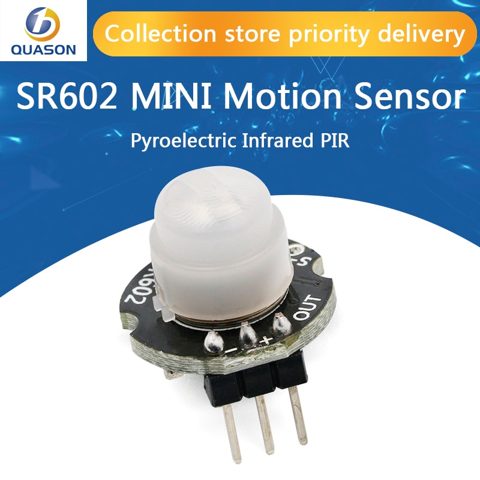 QUASON
Collection store priority delivery
SR602 MINI Motion Sensor
Pyroelectric Infrared PIR
- +
OUT